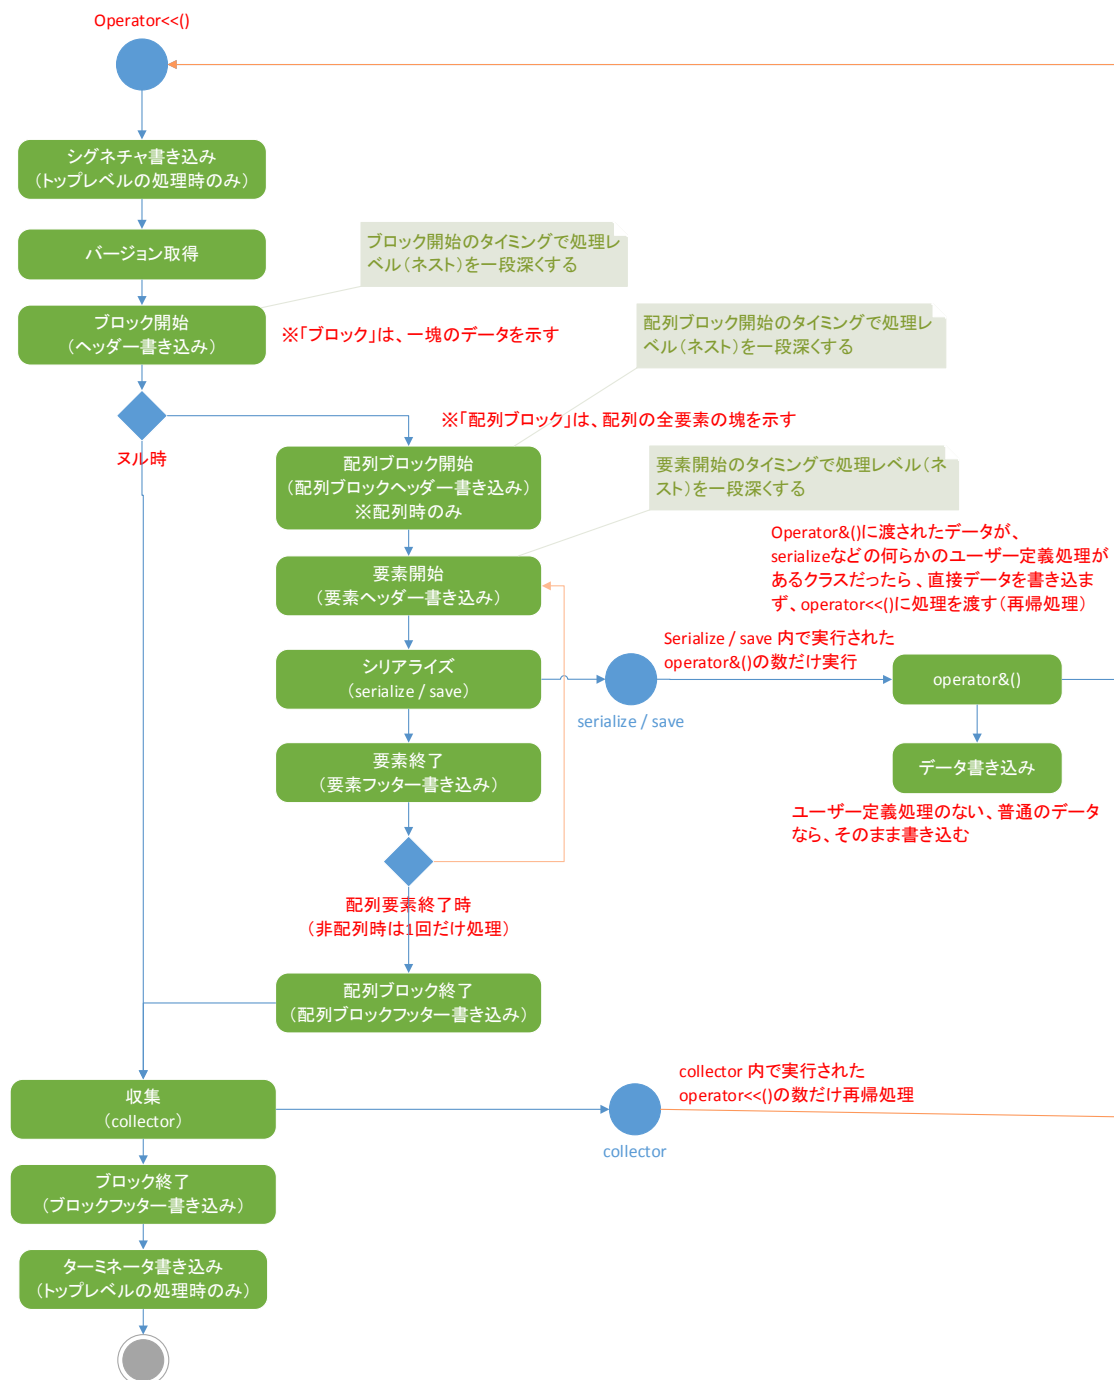 Operator<<()
シグネチャ書き込み
（トップレベルの処理時のみ）
バージョン取得
ブロック開始のタイミングで処理レ
ベル（ネスト）を一段深くする
ブロック開始
（ヘッダー書き込み）
※「ブロック」は、一塊のデータを示す
配列ブロック開始のタイミングで処理レ
ベル（ネスト）を一段深くする
※「配列ブロック」は、配列の全要素の塊を示す
ヌル時
配列ブロック開始
（配列ブロックヘッダー書き込み）
※配列時のみ
要素開始のタイミングで処理レベル（ネ
スト）を一段深くする
要素開始
（要素ヘッダー書き込み）
Operator&()に渡されたデータが、
serializeなどの何らかのユーザー定義処理が
あるクラスだったら、直接データを書き込ま
ず、operator<<()に処理を渡す（再帰処理）
シリアライズ
（serialize / save）
serialize / save
Serialize / save 内で実行された
operator&()の数だけ実行
operator&()
データ書き込み
ユーザー定義処理のない、普通のデータ
なら、そのまま書き込む
要素終了
（要素フッター書き込み）
配列要素終了時
（非配列時は1回だけ処理）
配列ブロック終了
（配列ブロックフッター書き込み）
収集
（collector）
collector
collector 内で実行された
operator<<()の数だけ再帰処理
ブロック終了
（ブロックフッター書き込み）
ターミネータ書き込み
（トップレベルの処理時のみ）